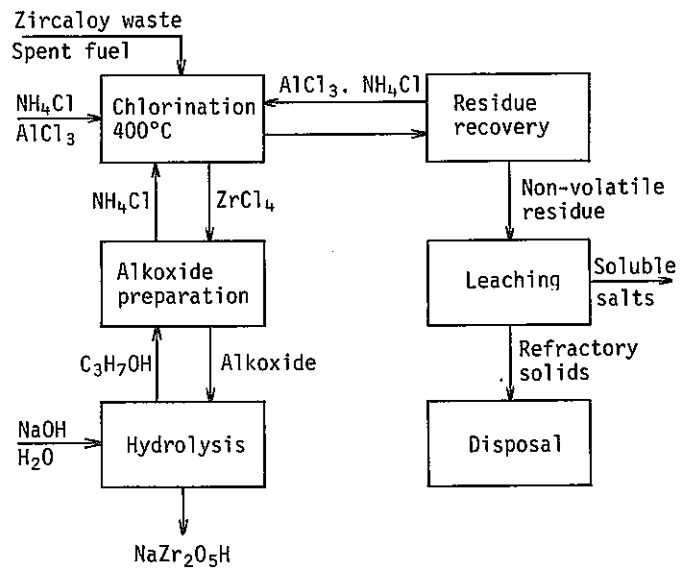 Zircaloy waste
Spent fuel
NH₄Cl
AlCl₃
Chlorination
400°C
AlCl₃. NH₄Cl
Residue
recovery
NH₄Cl
ZrCl₄
Non-volatile
residue
Alkoxide
preparation
Leaching
Soluble
salts
C₃H₇OH
Alkoxide
Refractory
solids
NaOH
H₂O
Hydrolysis
Disposal
NaZr₂O₅H